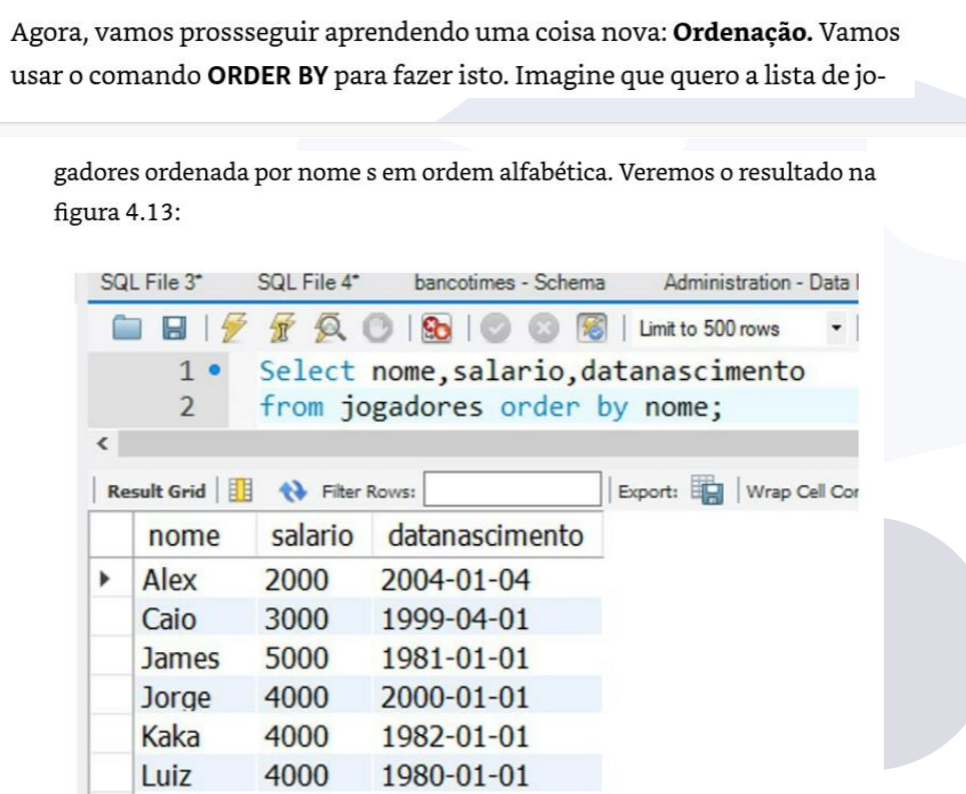 Agora, vamos prossseguir aprendendo uma coisa nova: Ordenação. Vamos
usar o comando ORDER BY para fazer isto. Imagine que quero a lista de jo-
gadores ordenada por nome s em ordem alfabética. Veremos o resultado na
figura 4.13:
SQL File 3* SQL File 4* bancotimes - Schema Administration - Data
Limit to 500 rows
1 Select nome,salario,datanascimento
2 from jogadores order by nome;
Result Grid Filter Rows: Export: Wrap Cell Cor
nome salario datanascimento
Alex 2000 2004-01-04
Caio 3000 1999-04-01
James 5000 1981-01-01
Jorge 4000 2000-01-01
Kaka 4000 1982-01-01
Luiz 4000 1980-01-01